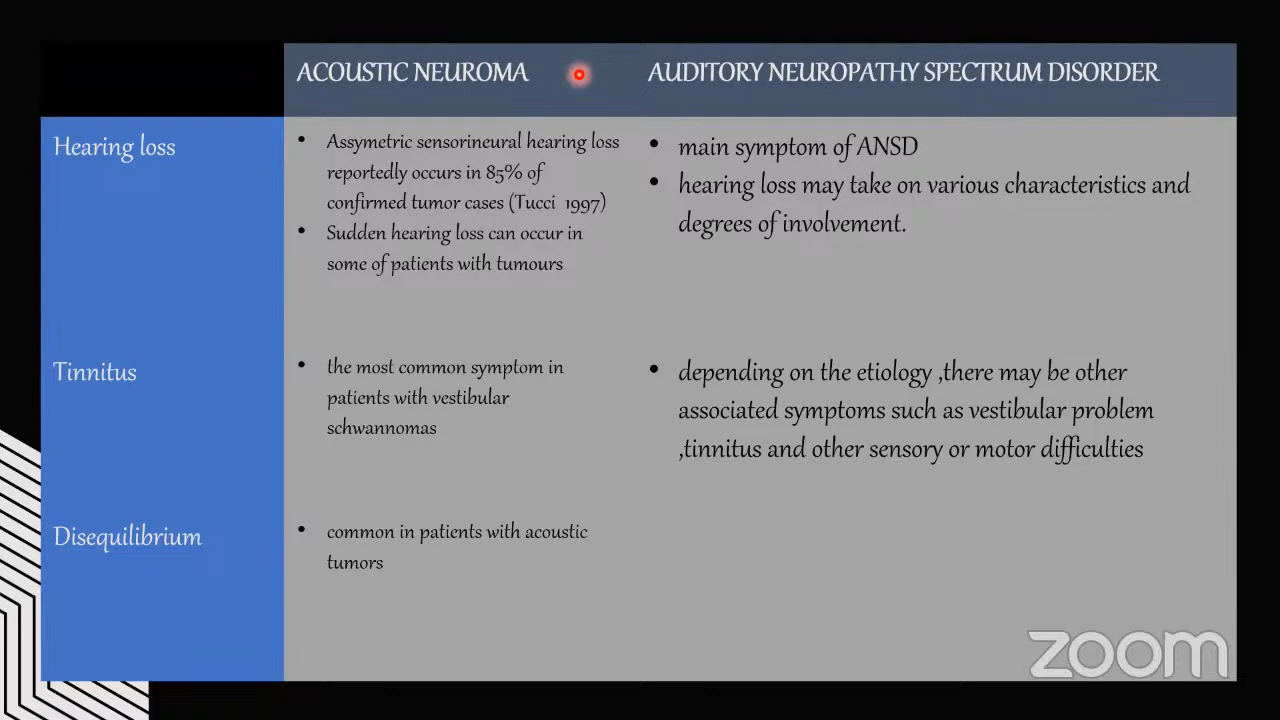 ACOUSTIC NEUROMA
AUDITORY NEUROPATHY SPECTRUM DISORDER
Hearing loss
• Assymetric sensorineural hearing loss
reportedly occurs in 85% of
confirmed tumor cases (Tucci 1997)
• Sudden hearing loss can occur in
some of patients with tumours
• main symptom of ANSD
• hearing loss may take on various characteristics and
degrees of involvement.
Tinnitus
• the most common symptom in
patients with vestibular
schwannomas
• depending on the etiology ,there may be other
associated symptoms such as vestibular problem
,tinnitus and other sensory or motor difficulties
Disequilibrium
• common in patients with acoustic
tumors
zoom